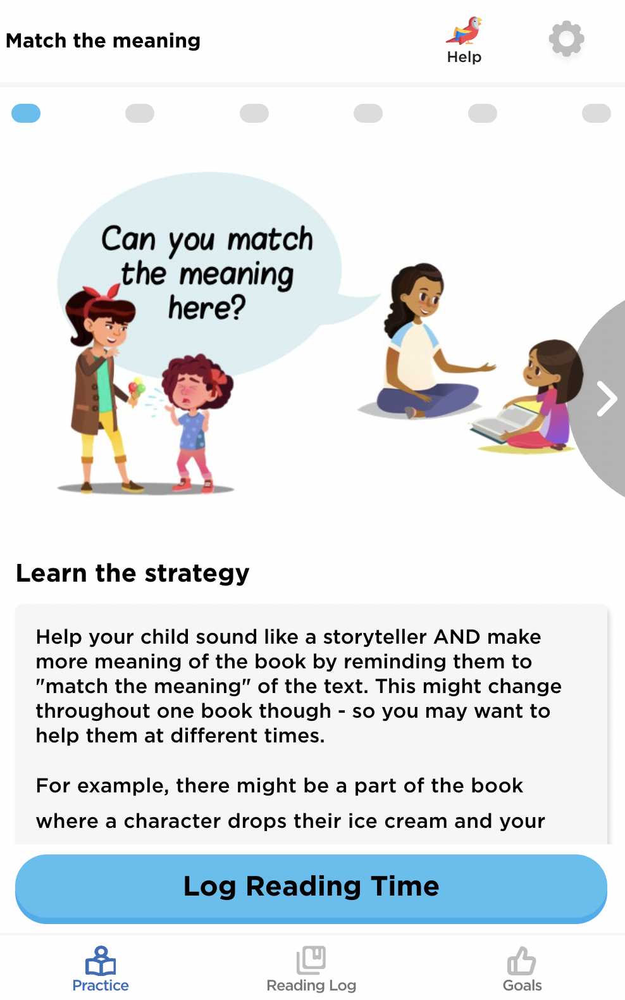 Match the meaning
Help
Can you match
the meaning
here?
Learn the strategy
Help your child sound like a storyteller AND make
more meaning of the book by reminding them to
"match the meaning" of the text. This might change
throughout one book though - so you may want to
help them at different times.
For example, there might be a part of the book
where a character drops their ice cream and your
Log Reading Time
Practice
Reading Log
Goals